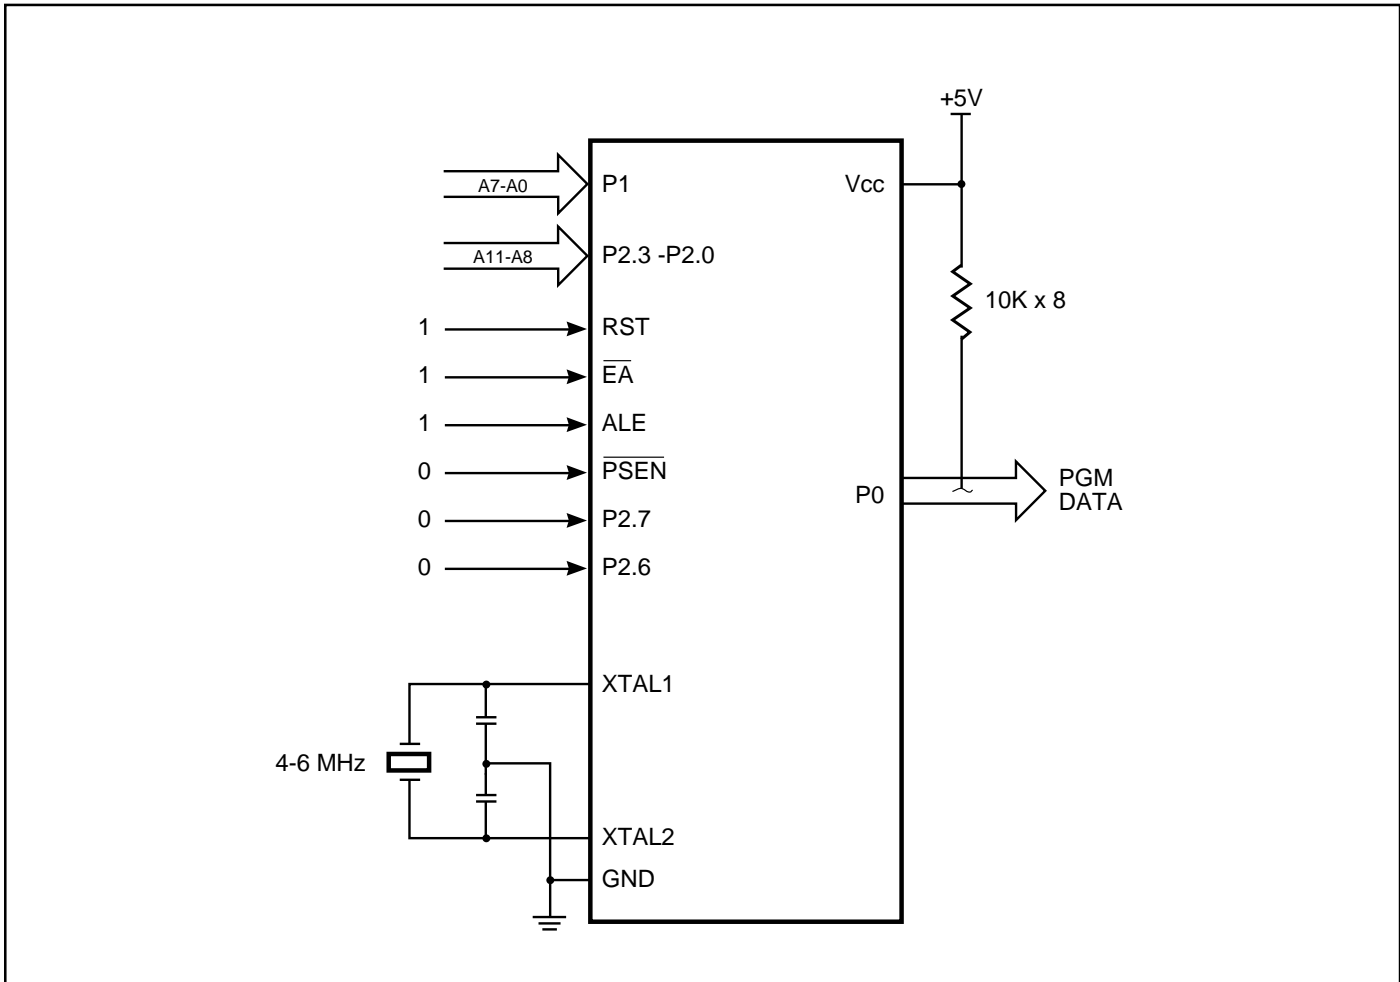 +5V
A7-A0
P1
Vcc
A11-A8
P2.3 -P2.0
10K x 8
1
RST
1
EA
1
ALE
0
PSEN
PGM
DATA
P0
0
P2.7
0
P2.6
XTAL1
4-6 MHz
XTAL2
GND